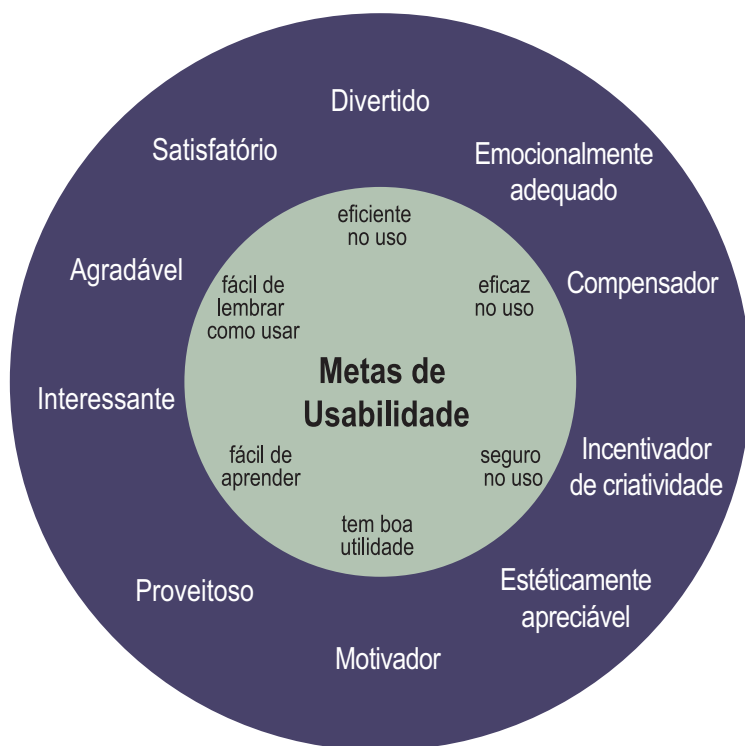 Divertido
Satisfatório
Emocionalmente
adequado
Agradável
Compensador
Interessante
Incentivador
de criatividade
Proveitoso
Estéticamente
apreciável
Motivador
eficiente
no uso
fácil de
lembrar
como usar
eficaz
no uso
Metas de
Usabilidade
fácil de
aprender
seguro
no uso
tem boa
utilidade